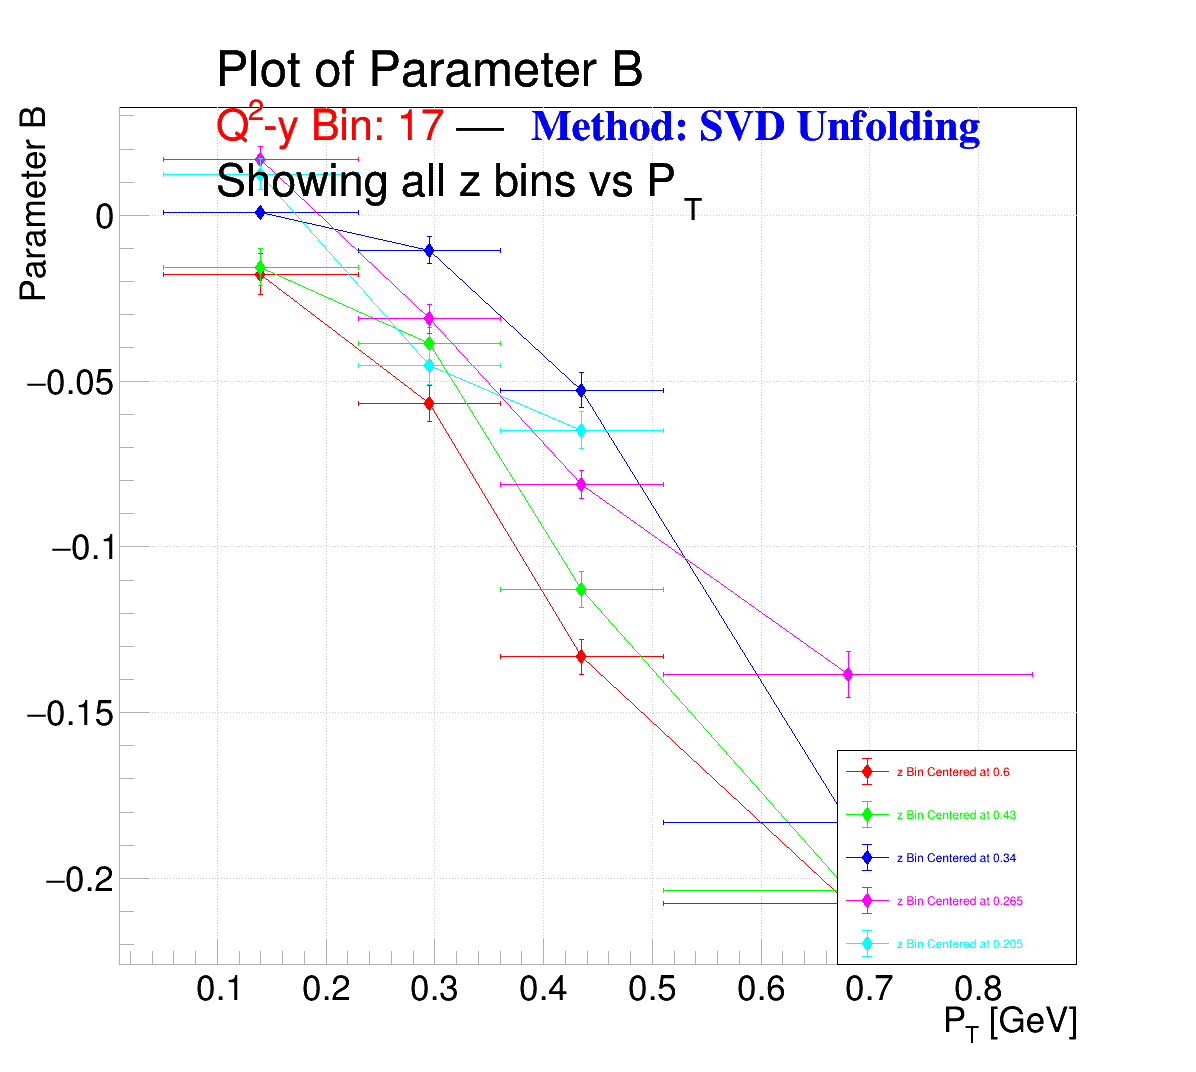 Plot of Parameter B
Q²-y Bin: 17 — Method: SVD Unfolding
Showing all z bins vs P_T
Parameter B
0
−0.05
−0.1
−0.15
−0.2
z Bin Centered at 0.6
z Bin Centered at 0.43
z Bin Centered at 0.34
z Bin Centered at 0.265
z Bin Centered at 0.205
0.1 0.2 0.3 0.4 0.5 0.6 0.7 0.8
P_T [GeV]